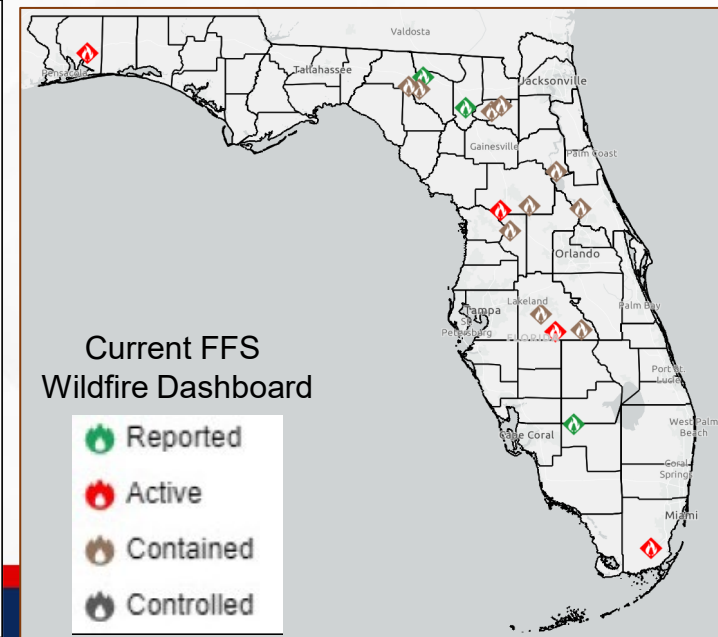 Valdosta
Pensacola
Tallahassee
Jacksonville
Gainesville
Palm Coast
Orlando
Lakeland
Tampa
Palm Bay
Petersburg
FLORIDA
Port St.
Lucie
Cape Coral
West Palm
Beach
Coral
Springs
Miami
Current FFS
Wildfire Dashboard
Reported
Active
Contained
Controlled